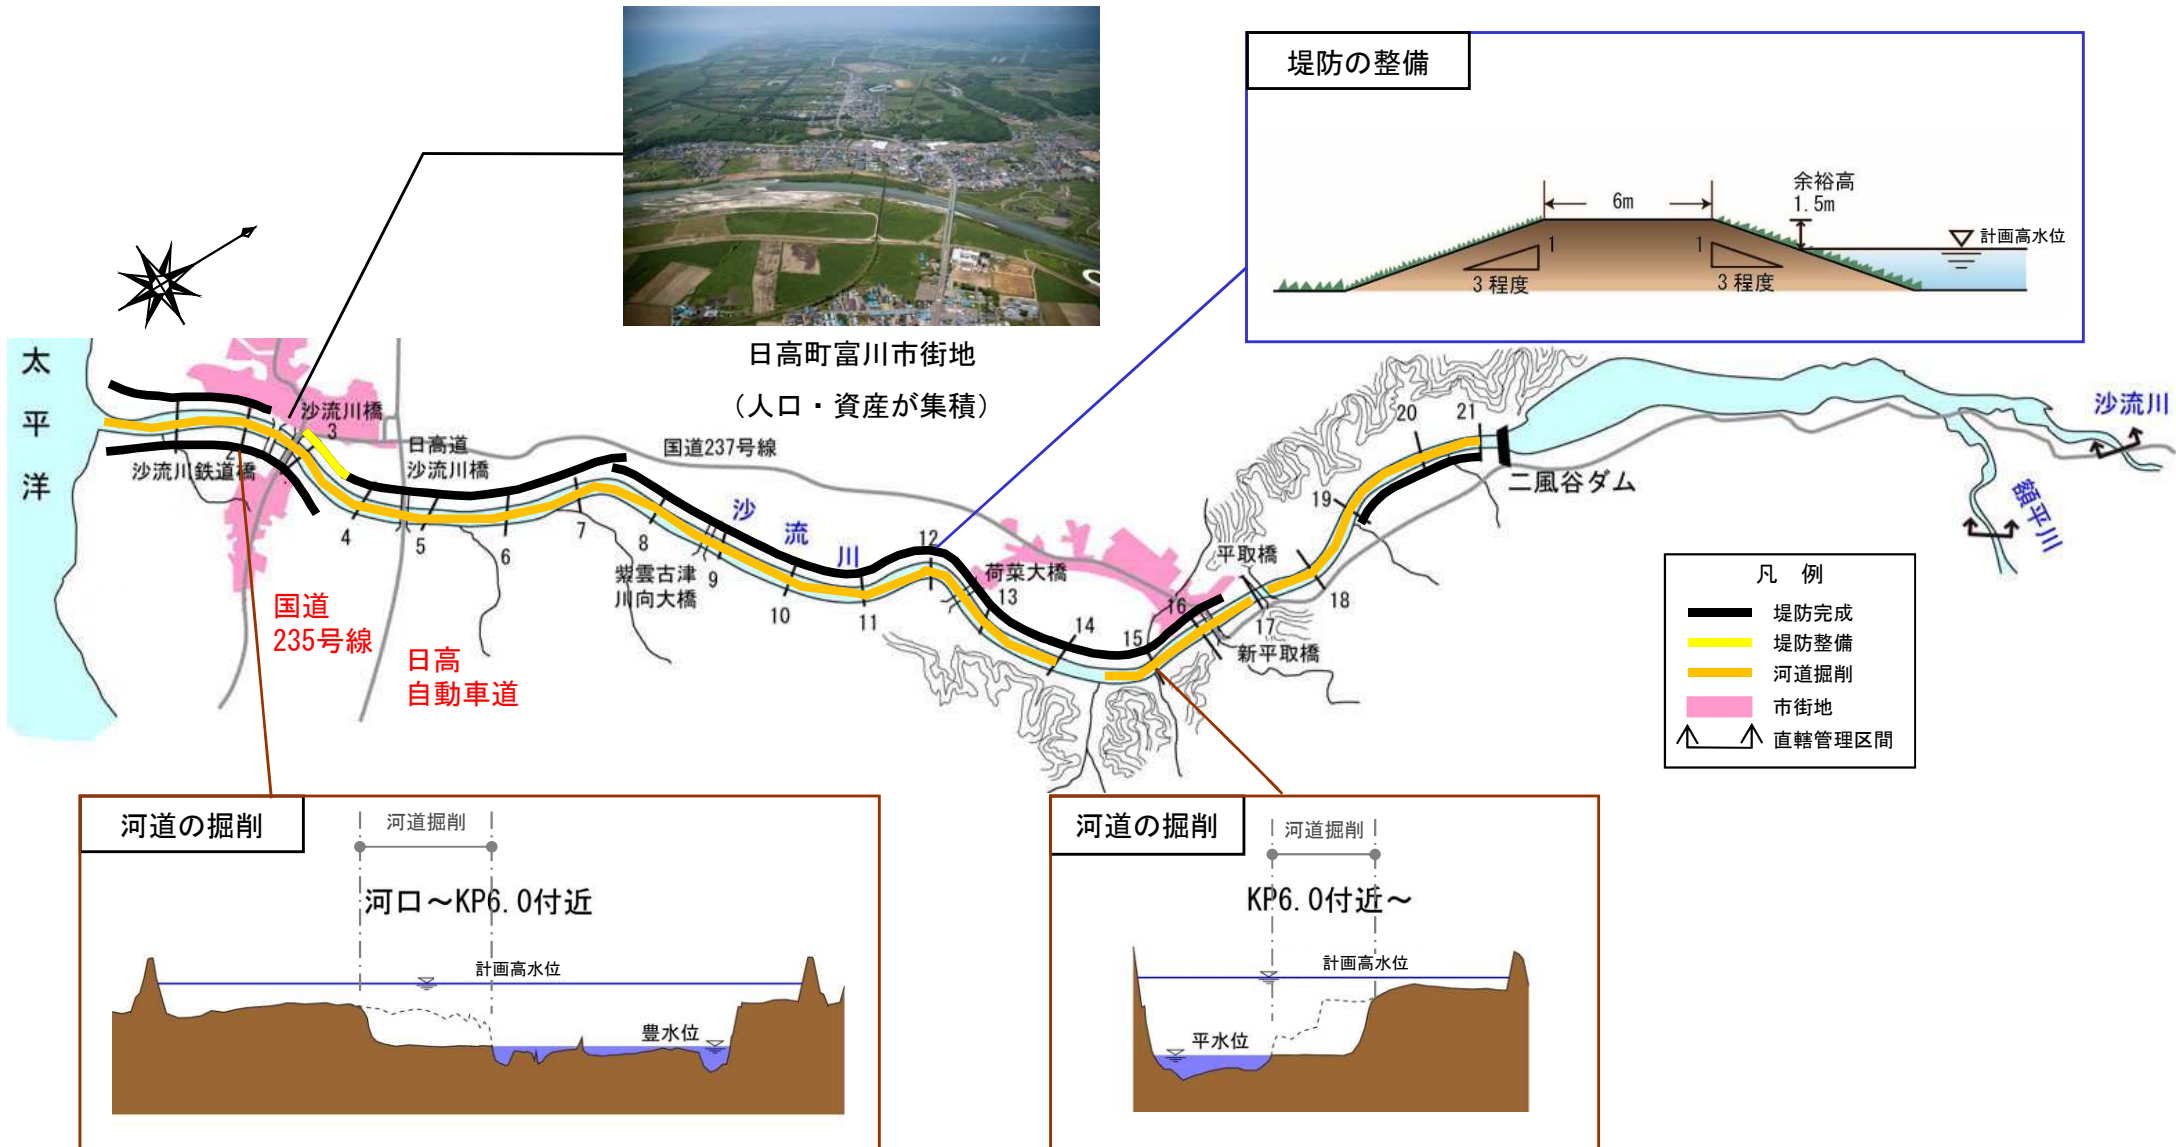 堤防の整備
6m
余裕高
1.5m
計画高水位
1
3 程度
1
3 程度
日高町富川市街地
（人口・資産が集積）
太平洋
沙流川橋
3
2
沙流川鉄道橋
日高道
沙流川橋
国道237号線
4
5
6
7
8
9
10
11
12
13
14
15
16
17
18
19
20
21
紫雲古津
川向大橋
沙流川
荷菜大橋
平取橋
新平取橋
二風谷ダム
沙流川
額平川
国道
235号線
日高
自動車道
凡 例
堤防完成
堤防整備
河道掘削
市街地
直轄管理区間
河道の掘削
河道掘削
河口～KP6.0付近
計画高水位
豊水位
河道の掘削
河道掘削
KP6.0付近～
計画高水位
平水位